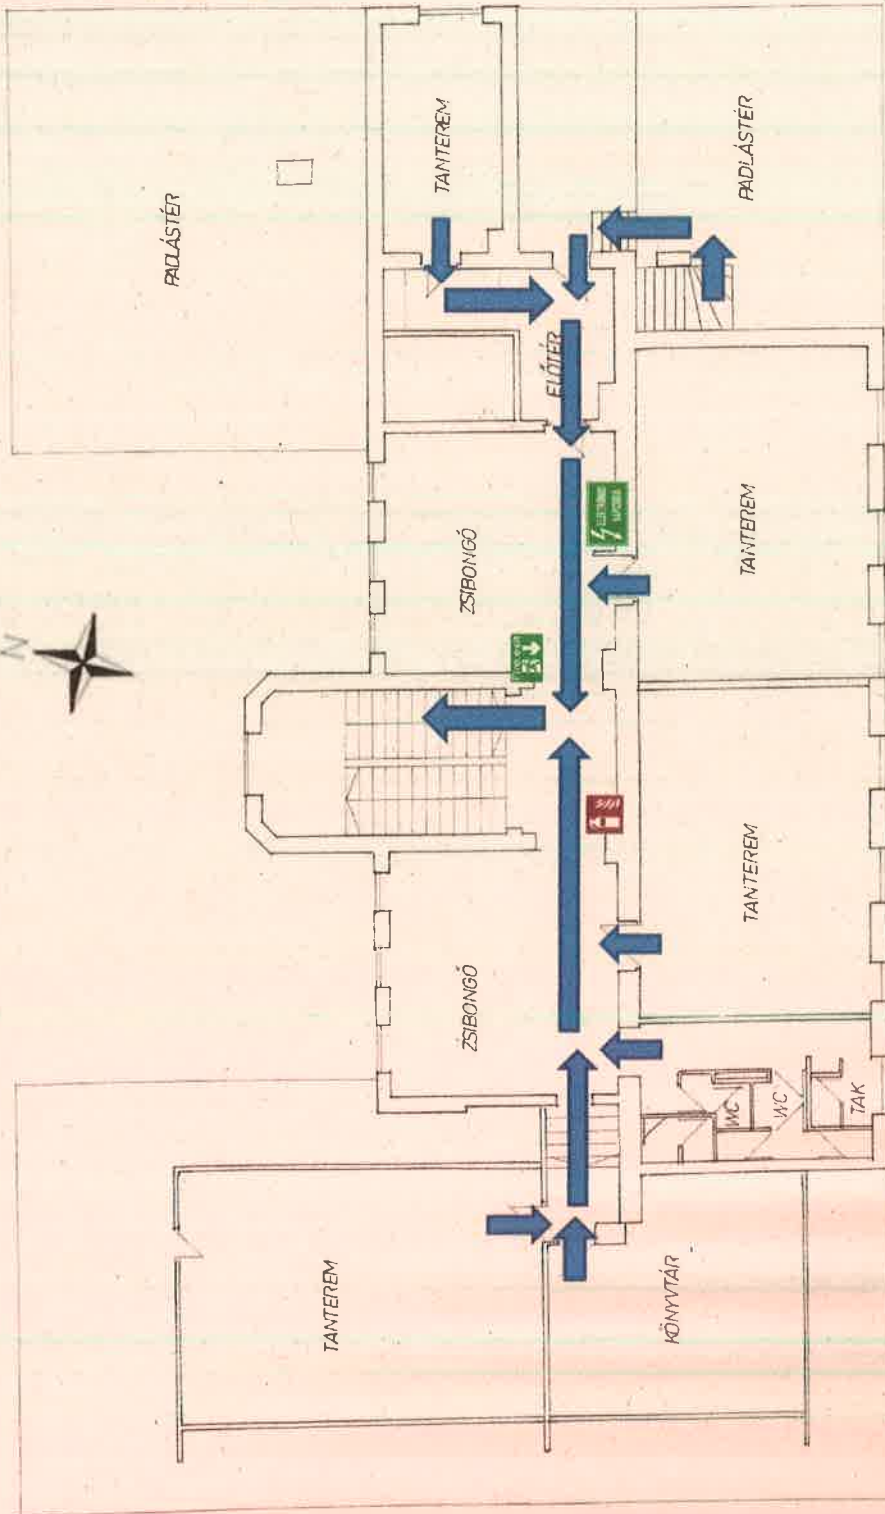 N
PADLÁSTÉR
TANTEREM
PADLÁSTÉR
ELŐTÉR
ZSIBONGÓ
TANTEREM
ZSIBONGÓ
TANTEREM
WC
WC
TAK
TANTEREM
KÖNYVTÁR